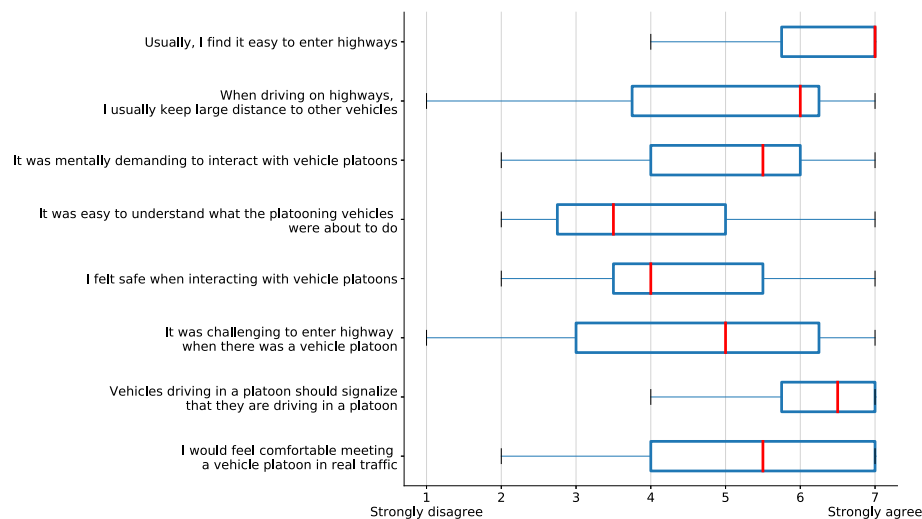 Usually, I find it easy to enter highways
When driving on highways,
I usually keep large distance to other vehicles
It was mentally demanding to interact with vehicle platoons
It was easy to understand what the platooning vehicles
were about to do
I felt safe when interacting with vehicle platoons
It was challenging to enter highway
when there was a vehicle platoon
Vehicles driving in a platoon should signalize
that they are driving in a platoon
I would feel comfortable meeting
a vehicle platoon in real traffic
1 2 3 4 5 6 7
Strongly disagree Strongly agree